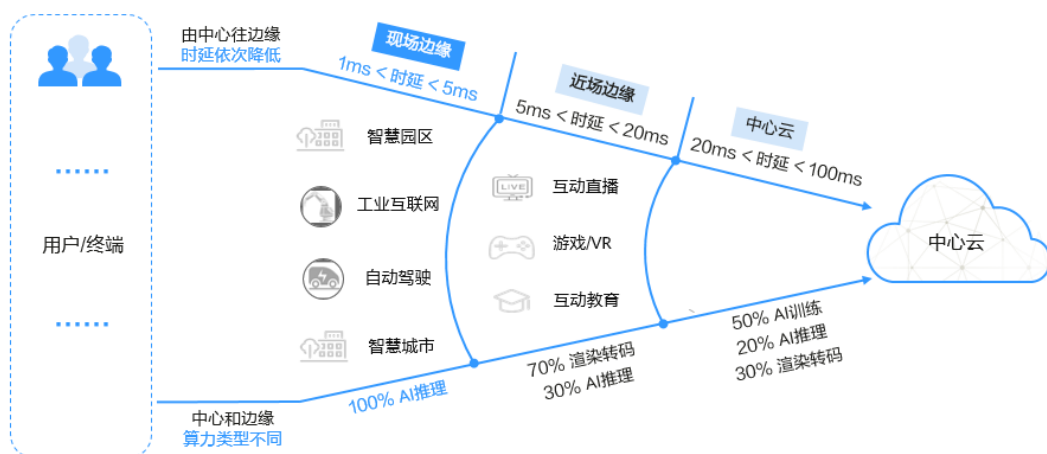 由中心往边缘
时延依次降低
现场边缘
1ms < 时延 < 5ms
近场边缘
5ms < 时延 < 20ms
中心云
20ms < 时延 < 100ms
用户/终端
智慧园区
工业互联网
自动驾驶
智慧城市
LIVE
互动直播
游戏/VR
互动教育
中心云
100% AI推理
70% 渲染转码
30% AI推理
50% AI训练
20% AI推理
30% 渲染转码
中心和边缘
算力类型不同